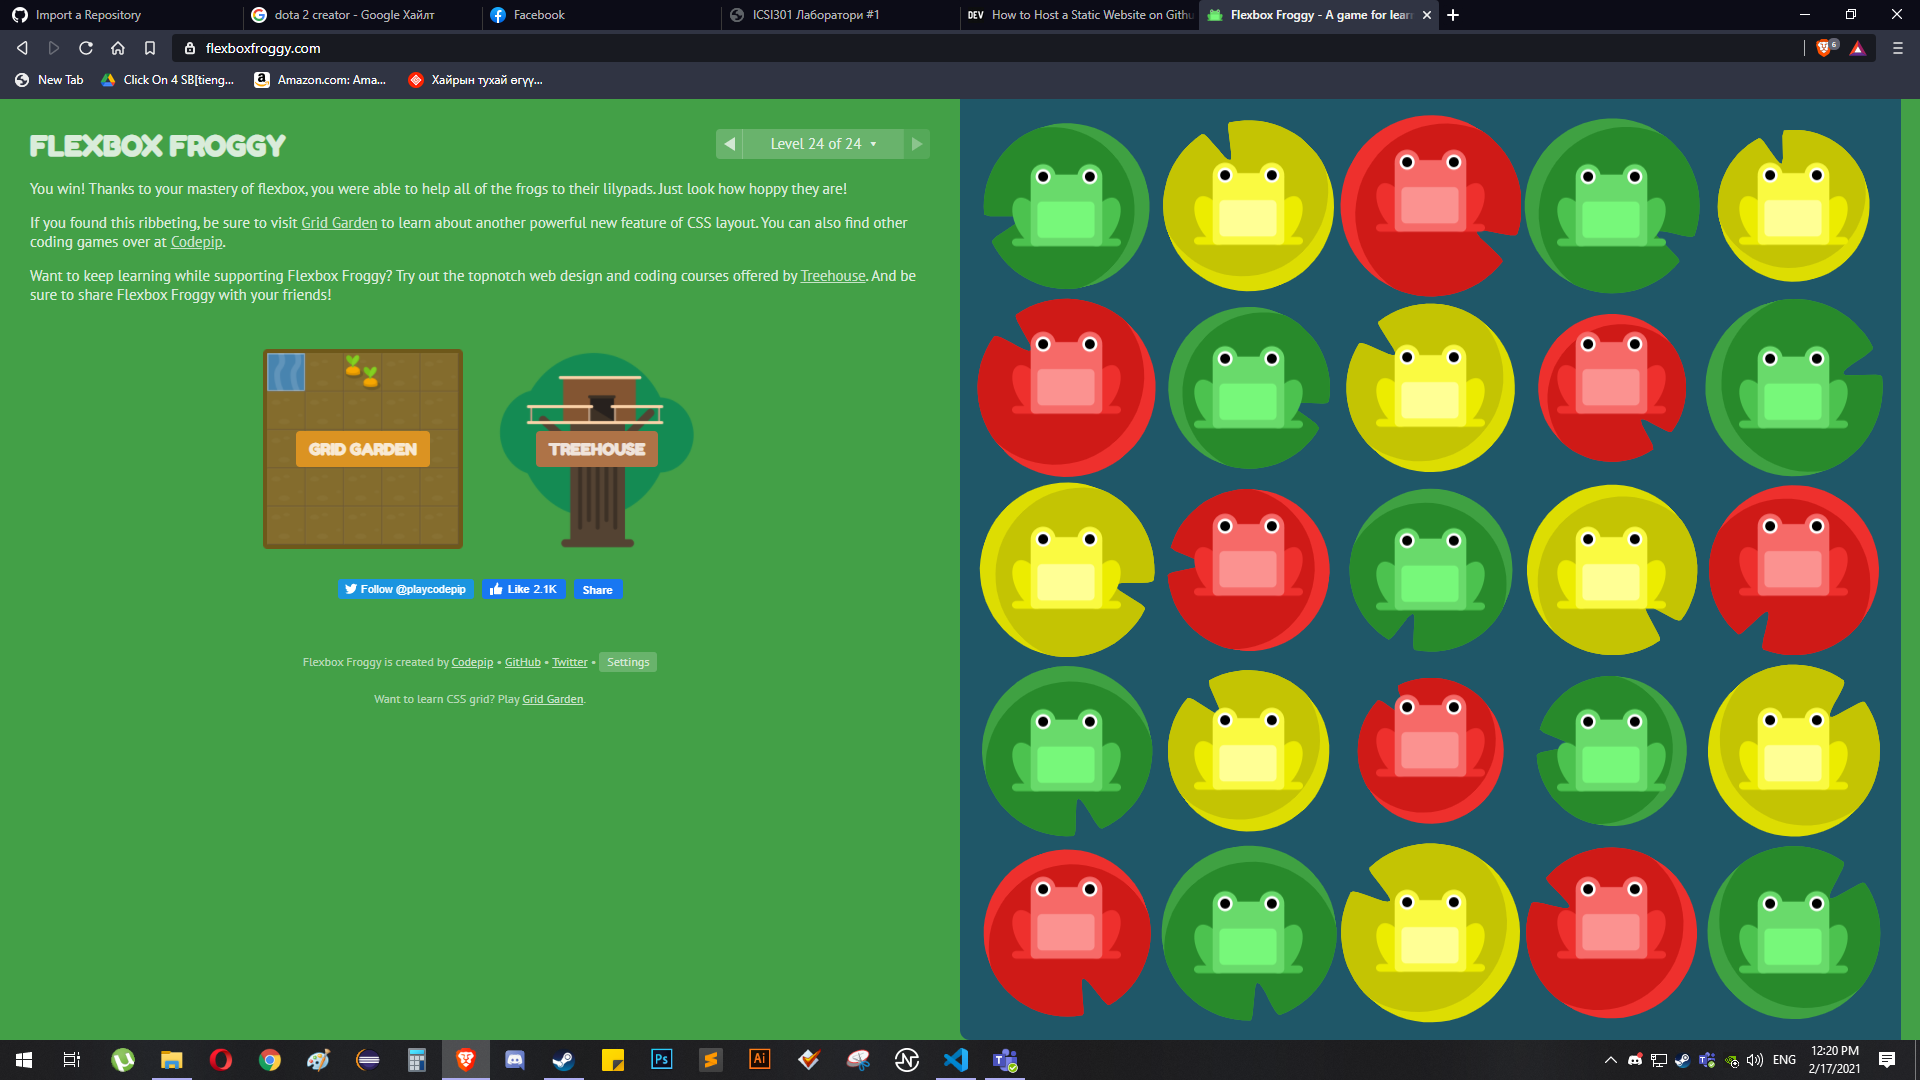 Import a Repository
dota 2 creator - Google Хайлт
Facebook
ICSI301 Лаборатори #1
DEV How to Host a Static Website on Githu
Flexbox Froggy - A game for lear
flexboxfroggy.com
6
New Tab
Click On 4 SB[tieng...
Amazon.com: Ama...
Хайрын тухай өгүү...
FLEXBOX FROGGY
Level 24 of 24
You win! Thanks to your mastery of flexbox, you were able to help all of the frogs to their lilypads. Just look how hoppy they are!
If you found this ribbeting, be sure to visit Grid Garden to learn about another powerful new feature of CSS layout. You can also find other
coding games over at Codepip.
Want to keep learning while supporting Flexbox Froggy? Try out the topnotch web design and coding courses offered by Treehouse. And be
sure to share Flexbox Froggy with your friends!
GRID GARDEN
TREEHOUSE
Follow @playcodepip
Like 2.1K
Share
Flexbox Froggy is created by Codepip • GitHub • Twitter • Settings
Want to learn CSS grid? Play Grid Garden.
Ps
Ai
ENG
12:20 PM
2/17/2021